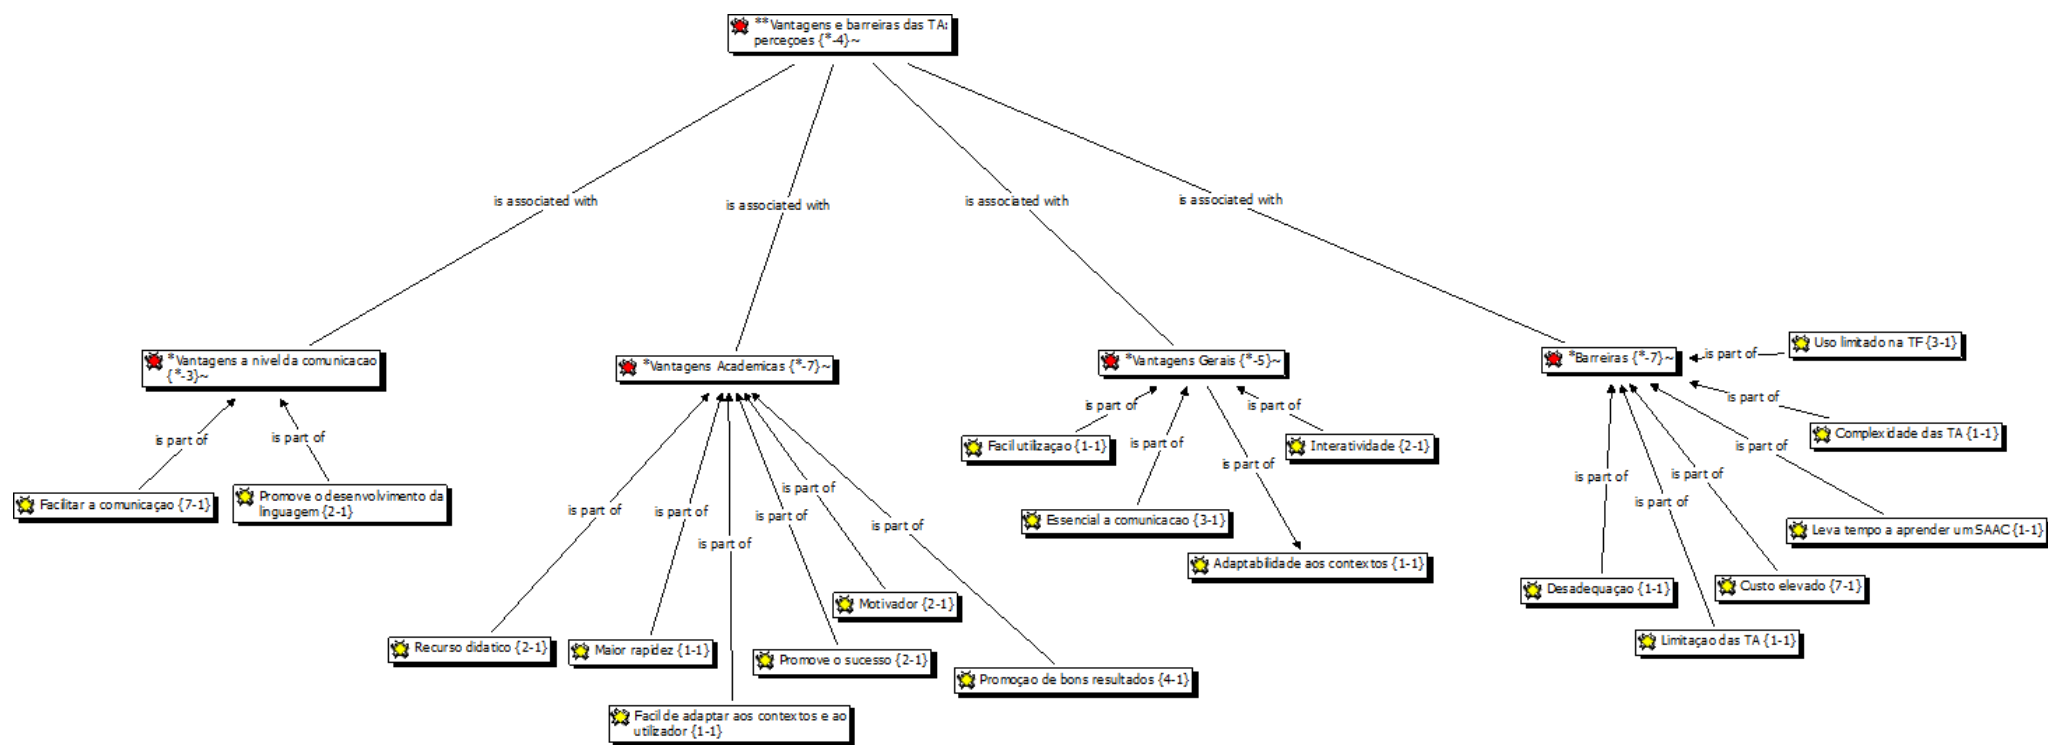 **Vantagens e barreiras das TA:
perceçoes {*-4}~
is associated with
is associated with
is associated with
is associated with
*Vantagens a nivel da comunicacao
{*-3}~
*Vantagens Academicas {*-7}~
*Vantagens Gerais {*-5}~
*Barreiras {*-7}~
is part of
Uso limitado na TF {3-1}
is part of
is part of
is part of
is part of
is part of
Facilitar a comunicaçao {7-1}
Promove o desenvolvimento da
linguagem {2-1}
is part of
is part of
is part of
is part of
is part of
is part of
Recurso didatico {2-1}
Maior rapidez {1-1}
Facil de adaptar aos contextos e ao
utilizador {1-1}
Promove o sucesso {2-1}
Motivador {2-1}
Promoçao de bons resultados {4-1}
Facil utilizaçao {1-1}
is part of
is part of
Interatividade {2-1}
Essencial a comunicacao {3-1}
Adaptabilidade aos contextos {1-1}
Complexidade das TA {1-1}
is part of
is part of
is part of
is part of
Leva tempo a aprender um SAAC {1-1}
Desadequaçao {1-1}
Custo elevado {7-1}
Limitaçao das TA {1-1}